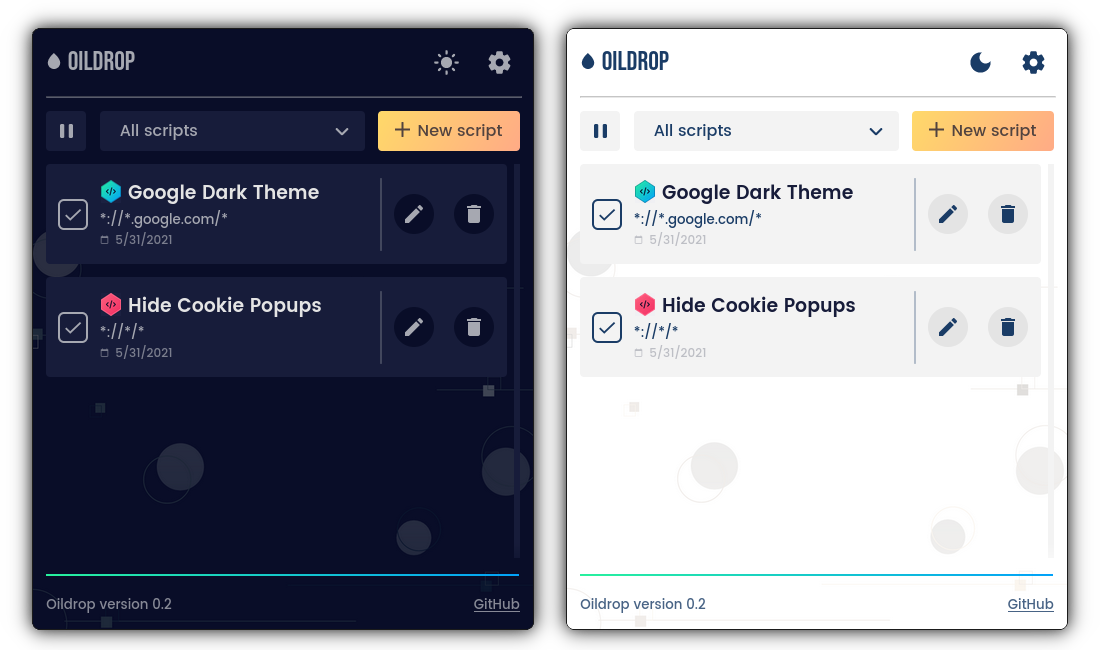 OILDROP
All scripts
+ New script
Google Dark Theme
*://*.google.com/*
5/31/2021
Hide Cookie Popups
*://*/*
5/31/2021
Oildrop version 0.2
GitHub
OILDROP
All scripts
+ New script
Google Dark Theme
*://*.google.com/*
5/31/2021
Hide Cookie Popups
*://*/*
5/31/2021
Oildrop version 0.2
GitHub